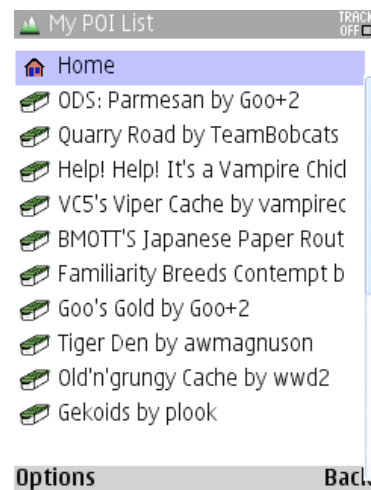 My POI List
TRACK
OFF
Home
ODS: Parmesan by Goo+2
Quarry Road by TeamBobcats
Help! Help! It's a Vampire Chicl
VC5's Viper Cache by vampirec
BMOTT'S Japanese Paper Rout
Familiarity Breeds Contempt b
Goo's Gold by Goo+2
Tiger Den by awmagnuson
Old'n'grungy Cache by wwd2
Gekoids by plook
Options
Back